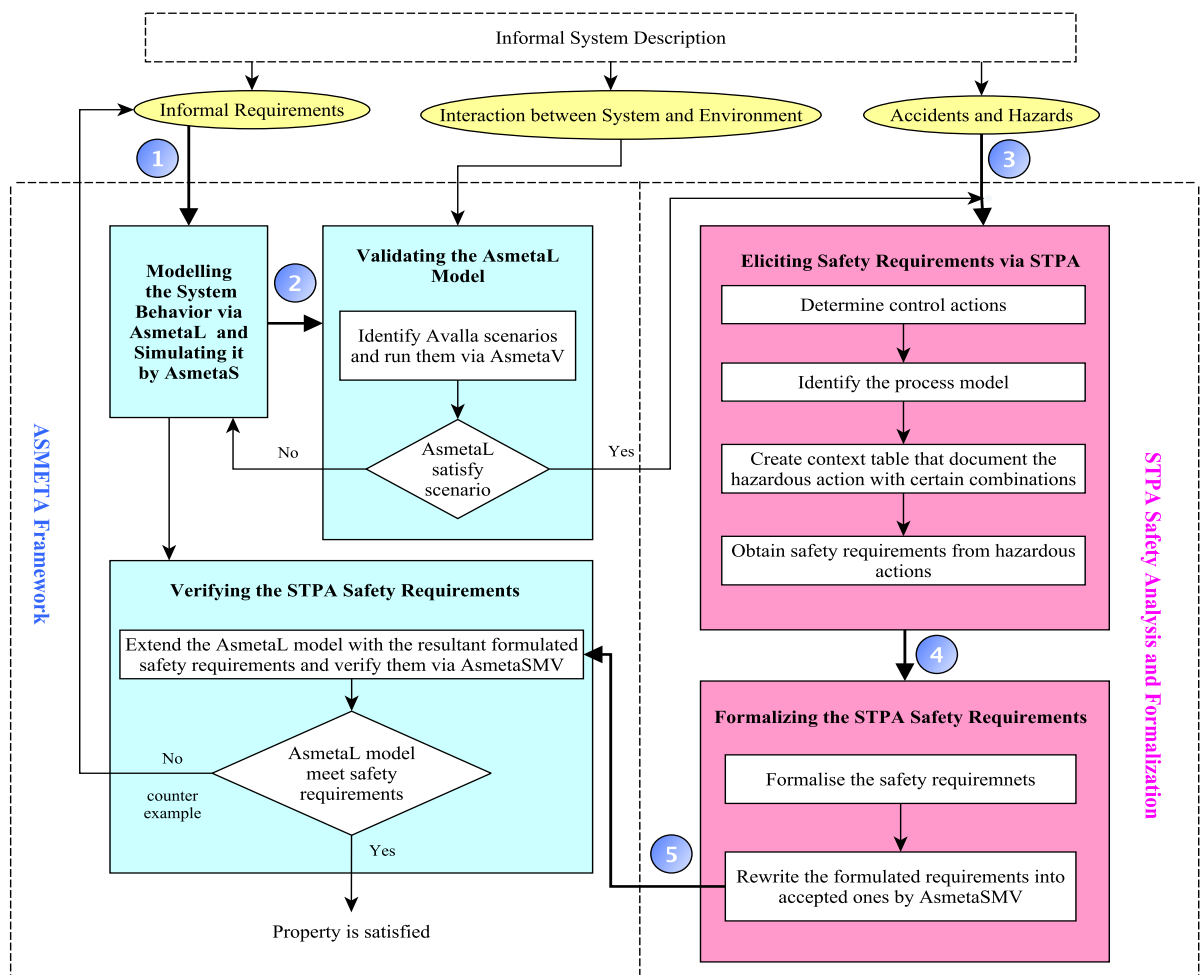 Informal System Description
Informal Requirements
Interaction between System and Environment
Accidents and Hazards
1
3
Modelling
the System
Behavior via
AsmetaL and
Simulating it
by AsmetaS
2
Validating the AsmetaL
Model
Identify Avalla scenarios
and run them via AsmetaV
AsmetaL
satisfy
scenario
No
Yes
Eliciting Safety Requirements via STPA
Determine control actions
Identify the process model
Create context table that document the
hazardous action with certain combinations
Obtain safety requirements from hazardous
actions
ASMETA Framework
STPA Safety Analysis and Formalization
Verifying the STPA Safety Requirements
Extend the AsmetaL model with the resultant formulated
safety requirements and verify them via AsmetaSMV
AsmetaL model
meet safety
requirements
No
counter
example
Yes
Property is satisfied
4
Formalizing the STPA Safety Requirements
Formalise the safety requiremnets
Rewrite the formulated requirements into
accepted ones by AsmetaSMV
5